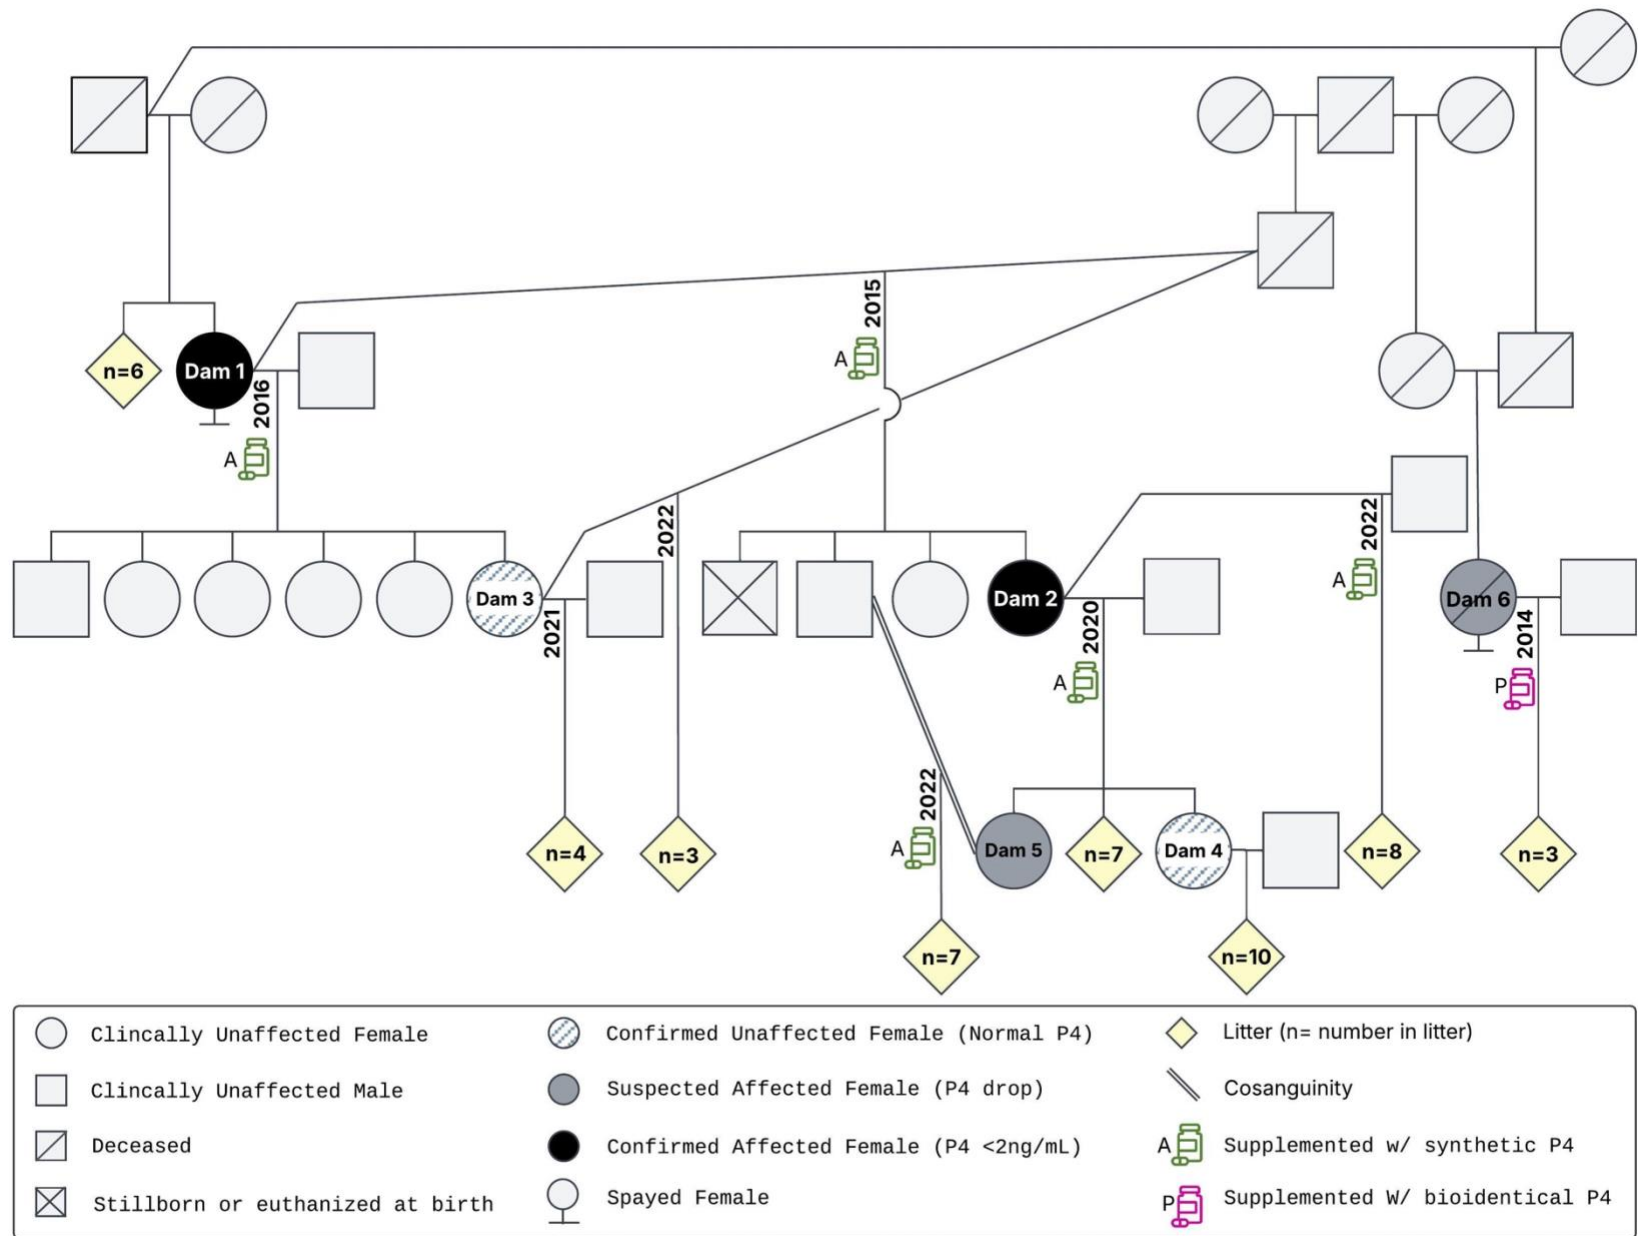 2015
A
n=6
Dam 1
2016
A
2022
2022
A
Dam 3
2021
Dam 2
2020
A
Dam 6
2014
P
2022
A
n=4
n=3
Dam 5
n=7
Dam 4
n=8
n=3
n=7
n=10
Clincally Unaffected Female
Clincally Unaffected Male
Deceased
Stillborn or euthanized at birth
Confirmed Unaffected Female (Normal P4)
Suspected Affected Female (P4 drop)
Confirmed Affected Female (P4 <2ng/mL)
Spayed Female
Litter (n= number in litter)
Cosanguinity
A Supplemented w/ synthetic P4
P Supplemented W/ bioidentical P4